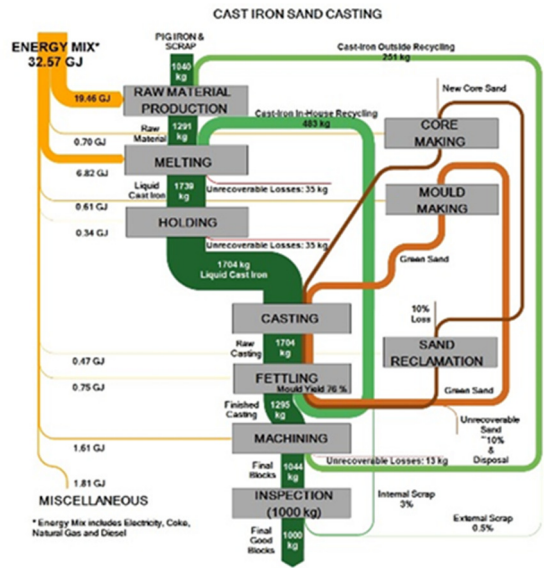 CAST IRON SAND CASTING
ENERGY MIX*
32.57 GJ
PIG IRON &
SCRAP
1040
kg
Cast-Iron Outside Recycling
251 kg
19.46 GJ
RAW MATERIAL
PRODUCTION
New Core Sand
Cast-Iron In-House Recycling
483 kg
Raw
Material
1291
kg
0.70 GJ
CORE
MAKING
MELTING
6.82 GJ
Liquid
Cast Iron
1739
kg
Unrecoverable Losses: 35 kg
MOULD
MAKING
0.61 GJ
HOLDING
0.34 GJ
Unrecoverable Losses: 35 kg
Green Sand
1704 kg
Liquid Cast Iron
CASTING
10%
Loss
Raw
Casting
1704
kg
SAND
RECLAMATION
0.47 GJ
FETTLING
Mould Yield 76 %
0.75 GJ
Green Sand
Finished
Casting
1295
kg
Unrecoverable
Sand
~10%
&
Disposal
MACHINING
1.61 GJ
Final
Blocks
1044
kg
Unrecoverable Losses: 13 kg
1.81 GJ
MISCELLANEOUS
INSPECTION
(1000 kg)
Internal Scrap
3%
* Energy Mix includes Electricity, Coke,
Natural Gas and Diesel
Final
Good
Blocks
1000
kg
External Scrap
0.5%